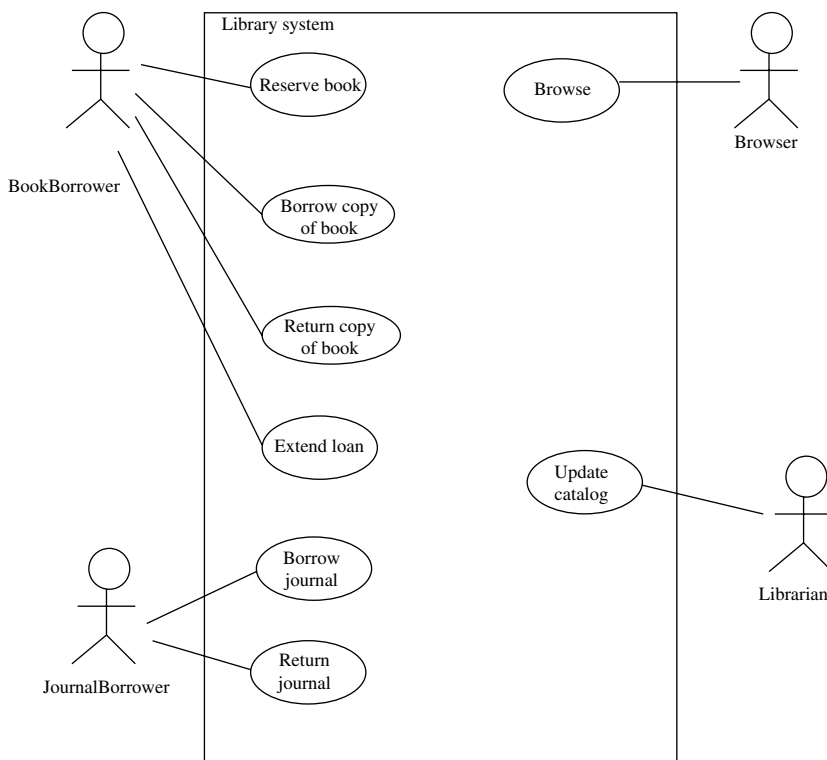 Library system
Reserve book
Browse
Browser
BookBorrower
Borrow copy
of book
Return copy
of book
Extend loan
Update
catalog
Borrow
journal
Librarian
Return
journal
JournalBorrower